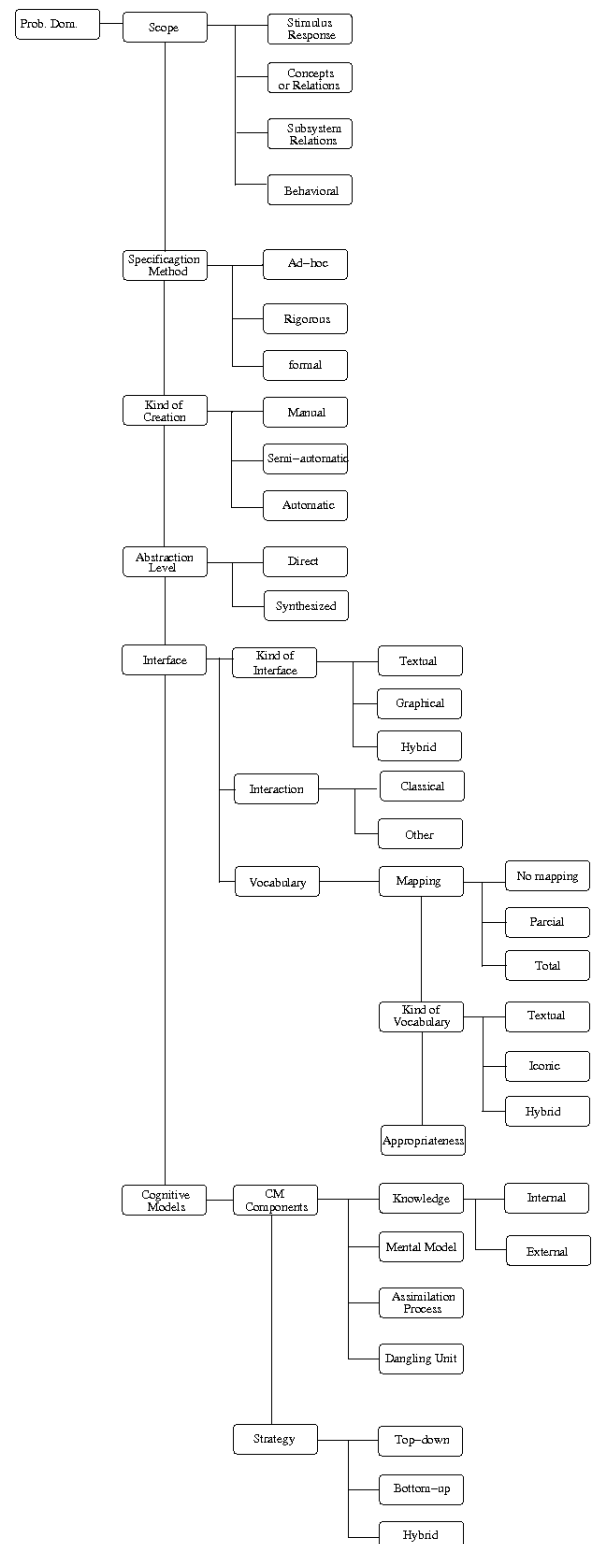 Prob. Dom.
Scope
Stimulus
Response
Concepts
or Relations
Subsystem
Relations
Behavioral
Specificagtion
Method
Ad-hoc
Rigorous
formal
Kind of
Creation
Manual
Semi-automatic
Automatic
Abstraction
Level
Direct
Synthesized
Interface
Kind of
Interface
Textual
Graphical
Hybrid
Interaction
Classical
Other
Vocabulary
Mapping
No mapping
Parcial
Total
Kind of
Vocabulary
Textual
Iconic
Hybrid
Appropriateness
Cognitive
Models
CM
Components
Knowledge
Internal
External
Mental Model
Assimilation
Process
Dangling Unit
Strategy
Top-down
Bottom-up
Hybrid